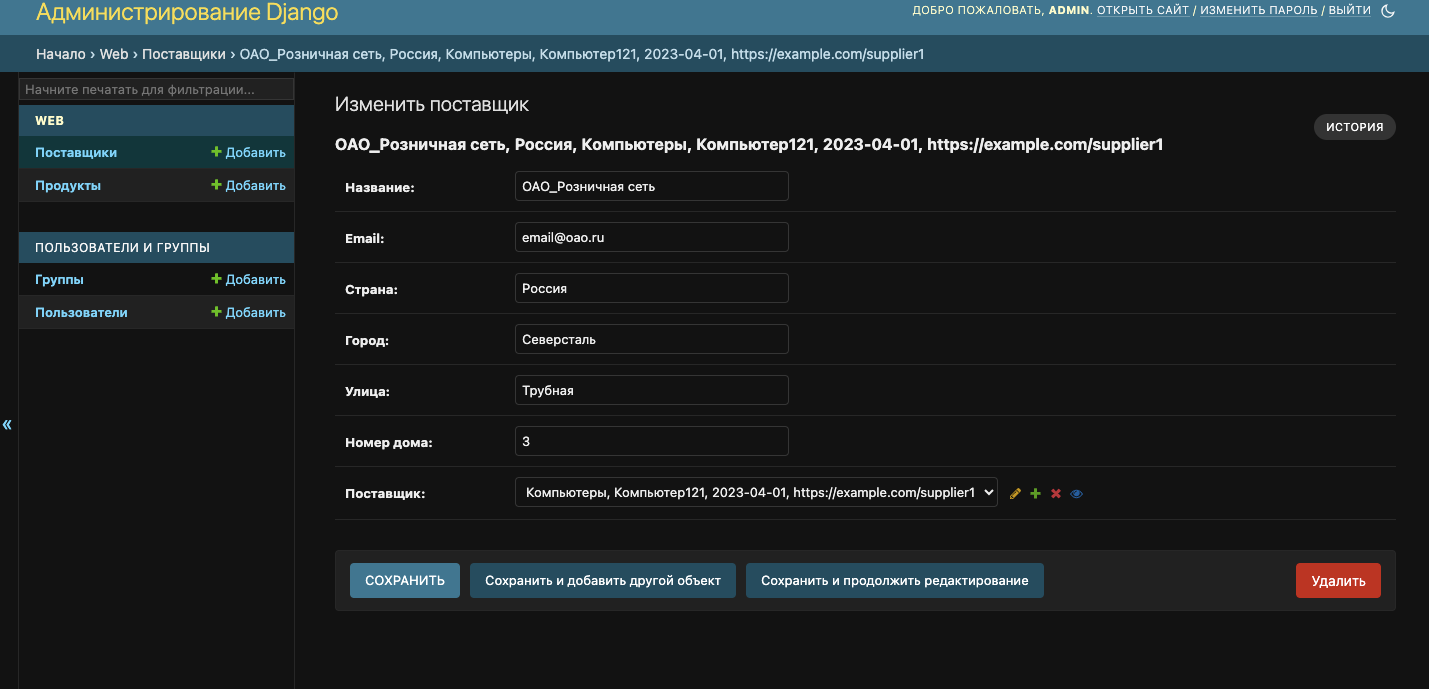 Администрирование Django
ДОБРО ПОЖАЛОВАТЬ, ADMIN. ОТКРЫТЬ САЙТ / ИЗМЕНИТЬ ПАРОЛЬ / ВЫЙТИ
Начало › Web › Поставщики › ОАО_Розничная сеть, Россия, Компьютеры, Компьютер121, 2023-04-01, https://example.com/supplier1
Начните печатать для фильтрации...
WEB
Поставщики + Добавить
Продукты + Добавить
ПОЛЬЗОВАТЕЛИ И ГРУППЫ
Группы + Добавить
Пользователи + Добавить
«
Изменить поставщик
ИСТОРИЯ
ОАО_Розничная сеть, Россия, Компьютеры, Компьютер121, 2023-04-01, https://example.com/supplier1
Название: ОАО_Розничная сеть
Email: email@oao.ru
Страна: Россия
Город: Северсталь
Улица: Трубная
Номер дома: 3
Поставщик: Компьютеры, Компьютер121, 2023-04-01, https://example.com/supplier1
СОХРАНИТЬ Сохранить и добавить другой объект Сохранить и продолжить редактирование Удалить